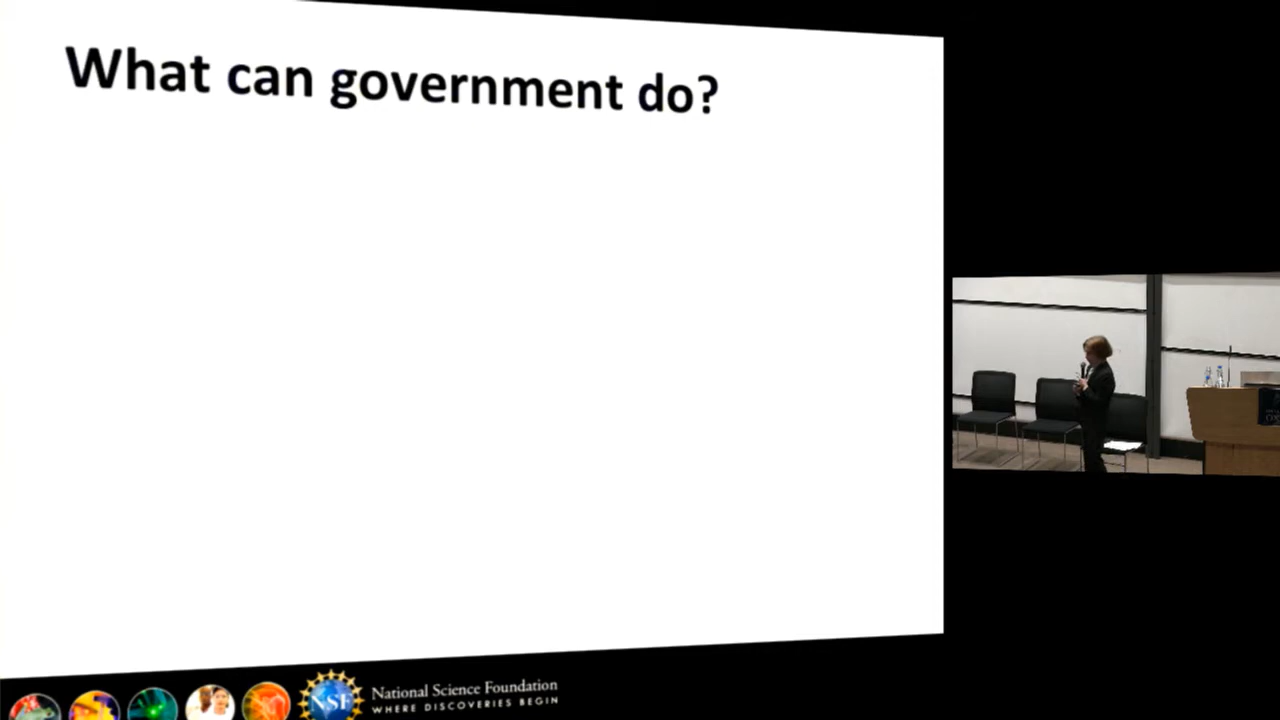 What can government do?
NSF
National Science Foundation
WHERE DISCOVERIES BEGIN